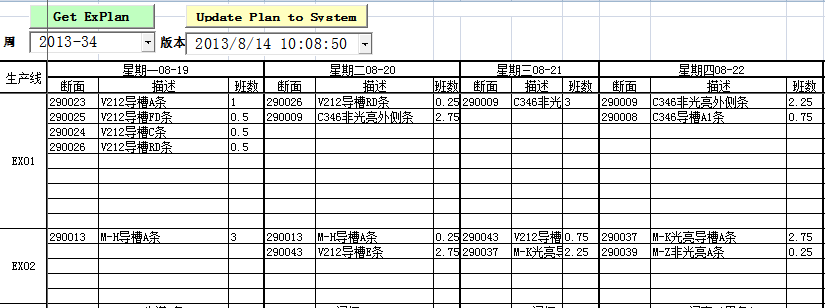 Get ExPlan Update Plan to System
周 2013-34 版本 2013/8/14 10:08:50
生产线 星期一08-19 星期二08-20 星期三08-21 星期四08-22
断面 描述 班数 断面 描述 班数 断面 描述 班数 断面 描述 班数
290023 V212导槽A条 1 290026 V212导槽RD条 0.25 290009 C346非光 3 290009 C346非光亮外侧条 2.25
290025 V212导槽FD条 0.5 290009 C346非光亮外侧条 2.75 290008 C346导槽A1条 0.75
290024 V212导槽C条 0.5
290026 V212导槽RD条 0.5
EX01
290013 M-H导槽A条 3 290013 M-H导槽A条 0.25 290043 V212导槽 0.75 290037 M-K光亮导槽A条 2.75
290043 V212导槽E条 2.75 290037 M-K光亮导 2.25 290039 M-Z非光亮A条 0.25
EX02